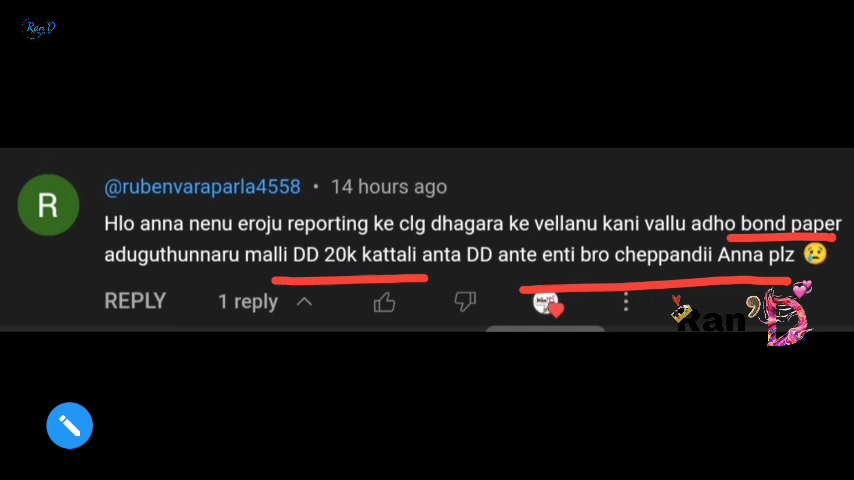 Ran'D
@rubenvaraparla4558 • 14 hours ago
R
Hlo anna nenu eroju reporting ke clg dhagara ke vellanu kani vallu adho bond paper
aduguthunnaru malli DD 20k kattali anta DD ante enti bro cheppandii Anna plz 😢
REPLY 1 reply
Ran'D